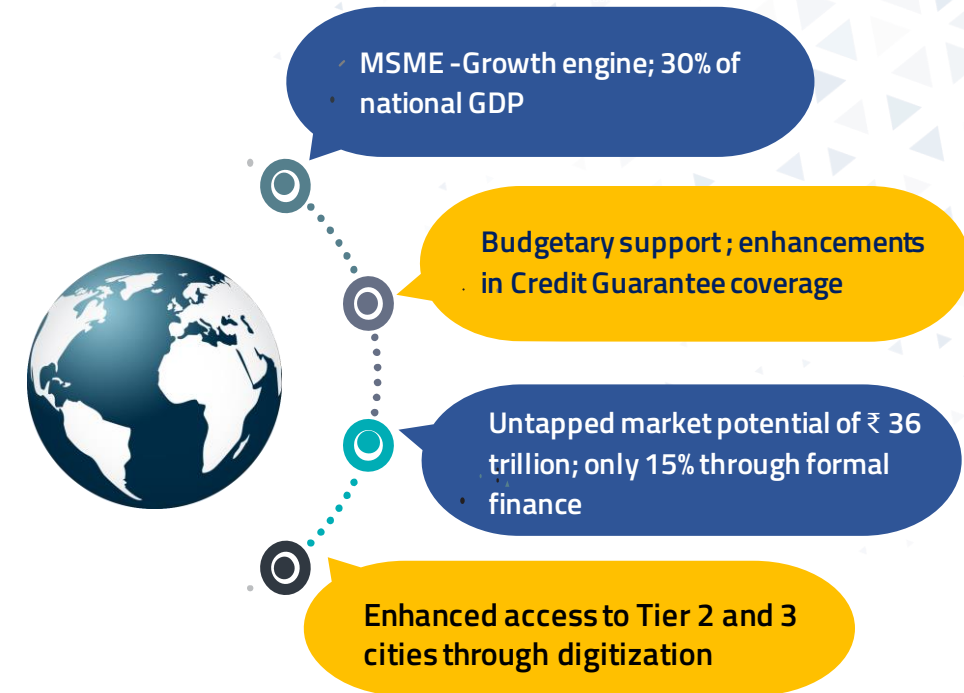 MSME -Growth engine; 30% of
national GDP
Budgetary support ; enhancements
in Credit Guarantee coverage
Untapped market potential of ₹ 36
trillion; only 15% through formal
finance
Enhanced access to Tier 2 and 3
cities through digitization